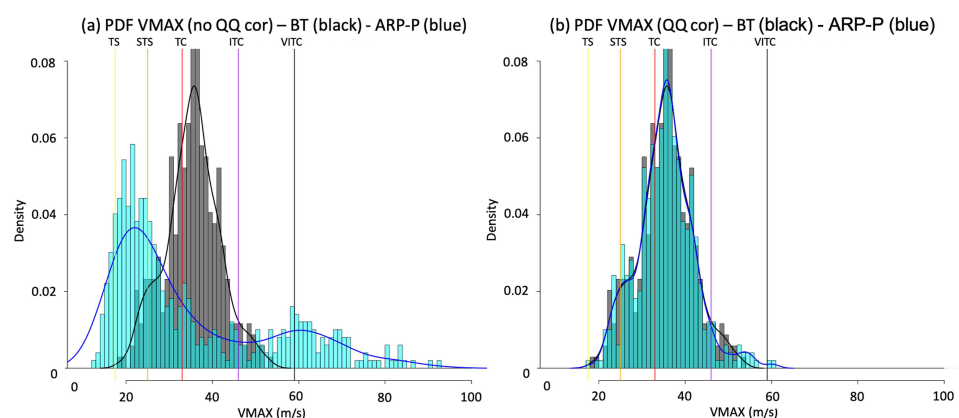 (a) PDF VMAX (no QQ cor) – BT (black) - ARP-P (blue)
TS STS TC ITC VITC
0.08
0.06
0.04
0.02
0
Density
0 20 40 60 80 100
VMAX (m/s)
(b) PDF VMAX (QQ cor) – BT (black) - ARP-P (blue)
TS STS TC ITC VITC
0.08
0.06
0.04
0.02
0
Density
0 20 40 60 80 100
VMAX (m/s)